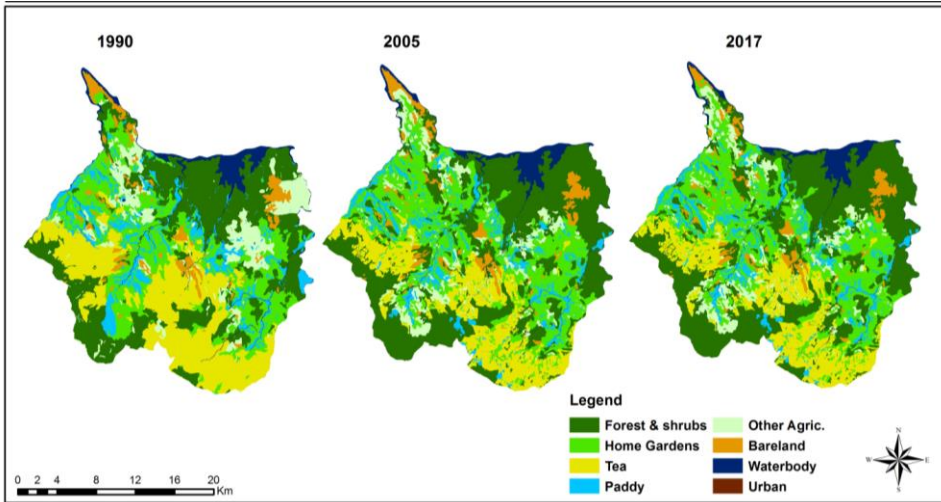 1990
2005
2017
Legend
Forest & shrubs
Other Agric.
Home Gardens
Bareland
Tea
Waterbody
Paddy
Urban
0 2 4 8 12 16 20
Km
N
W E
S